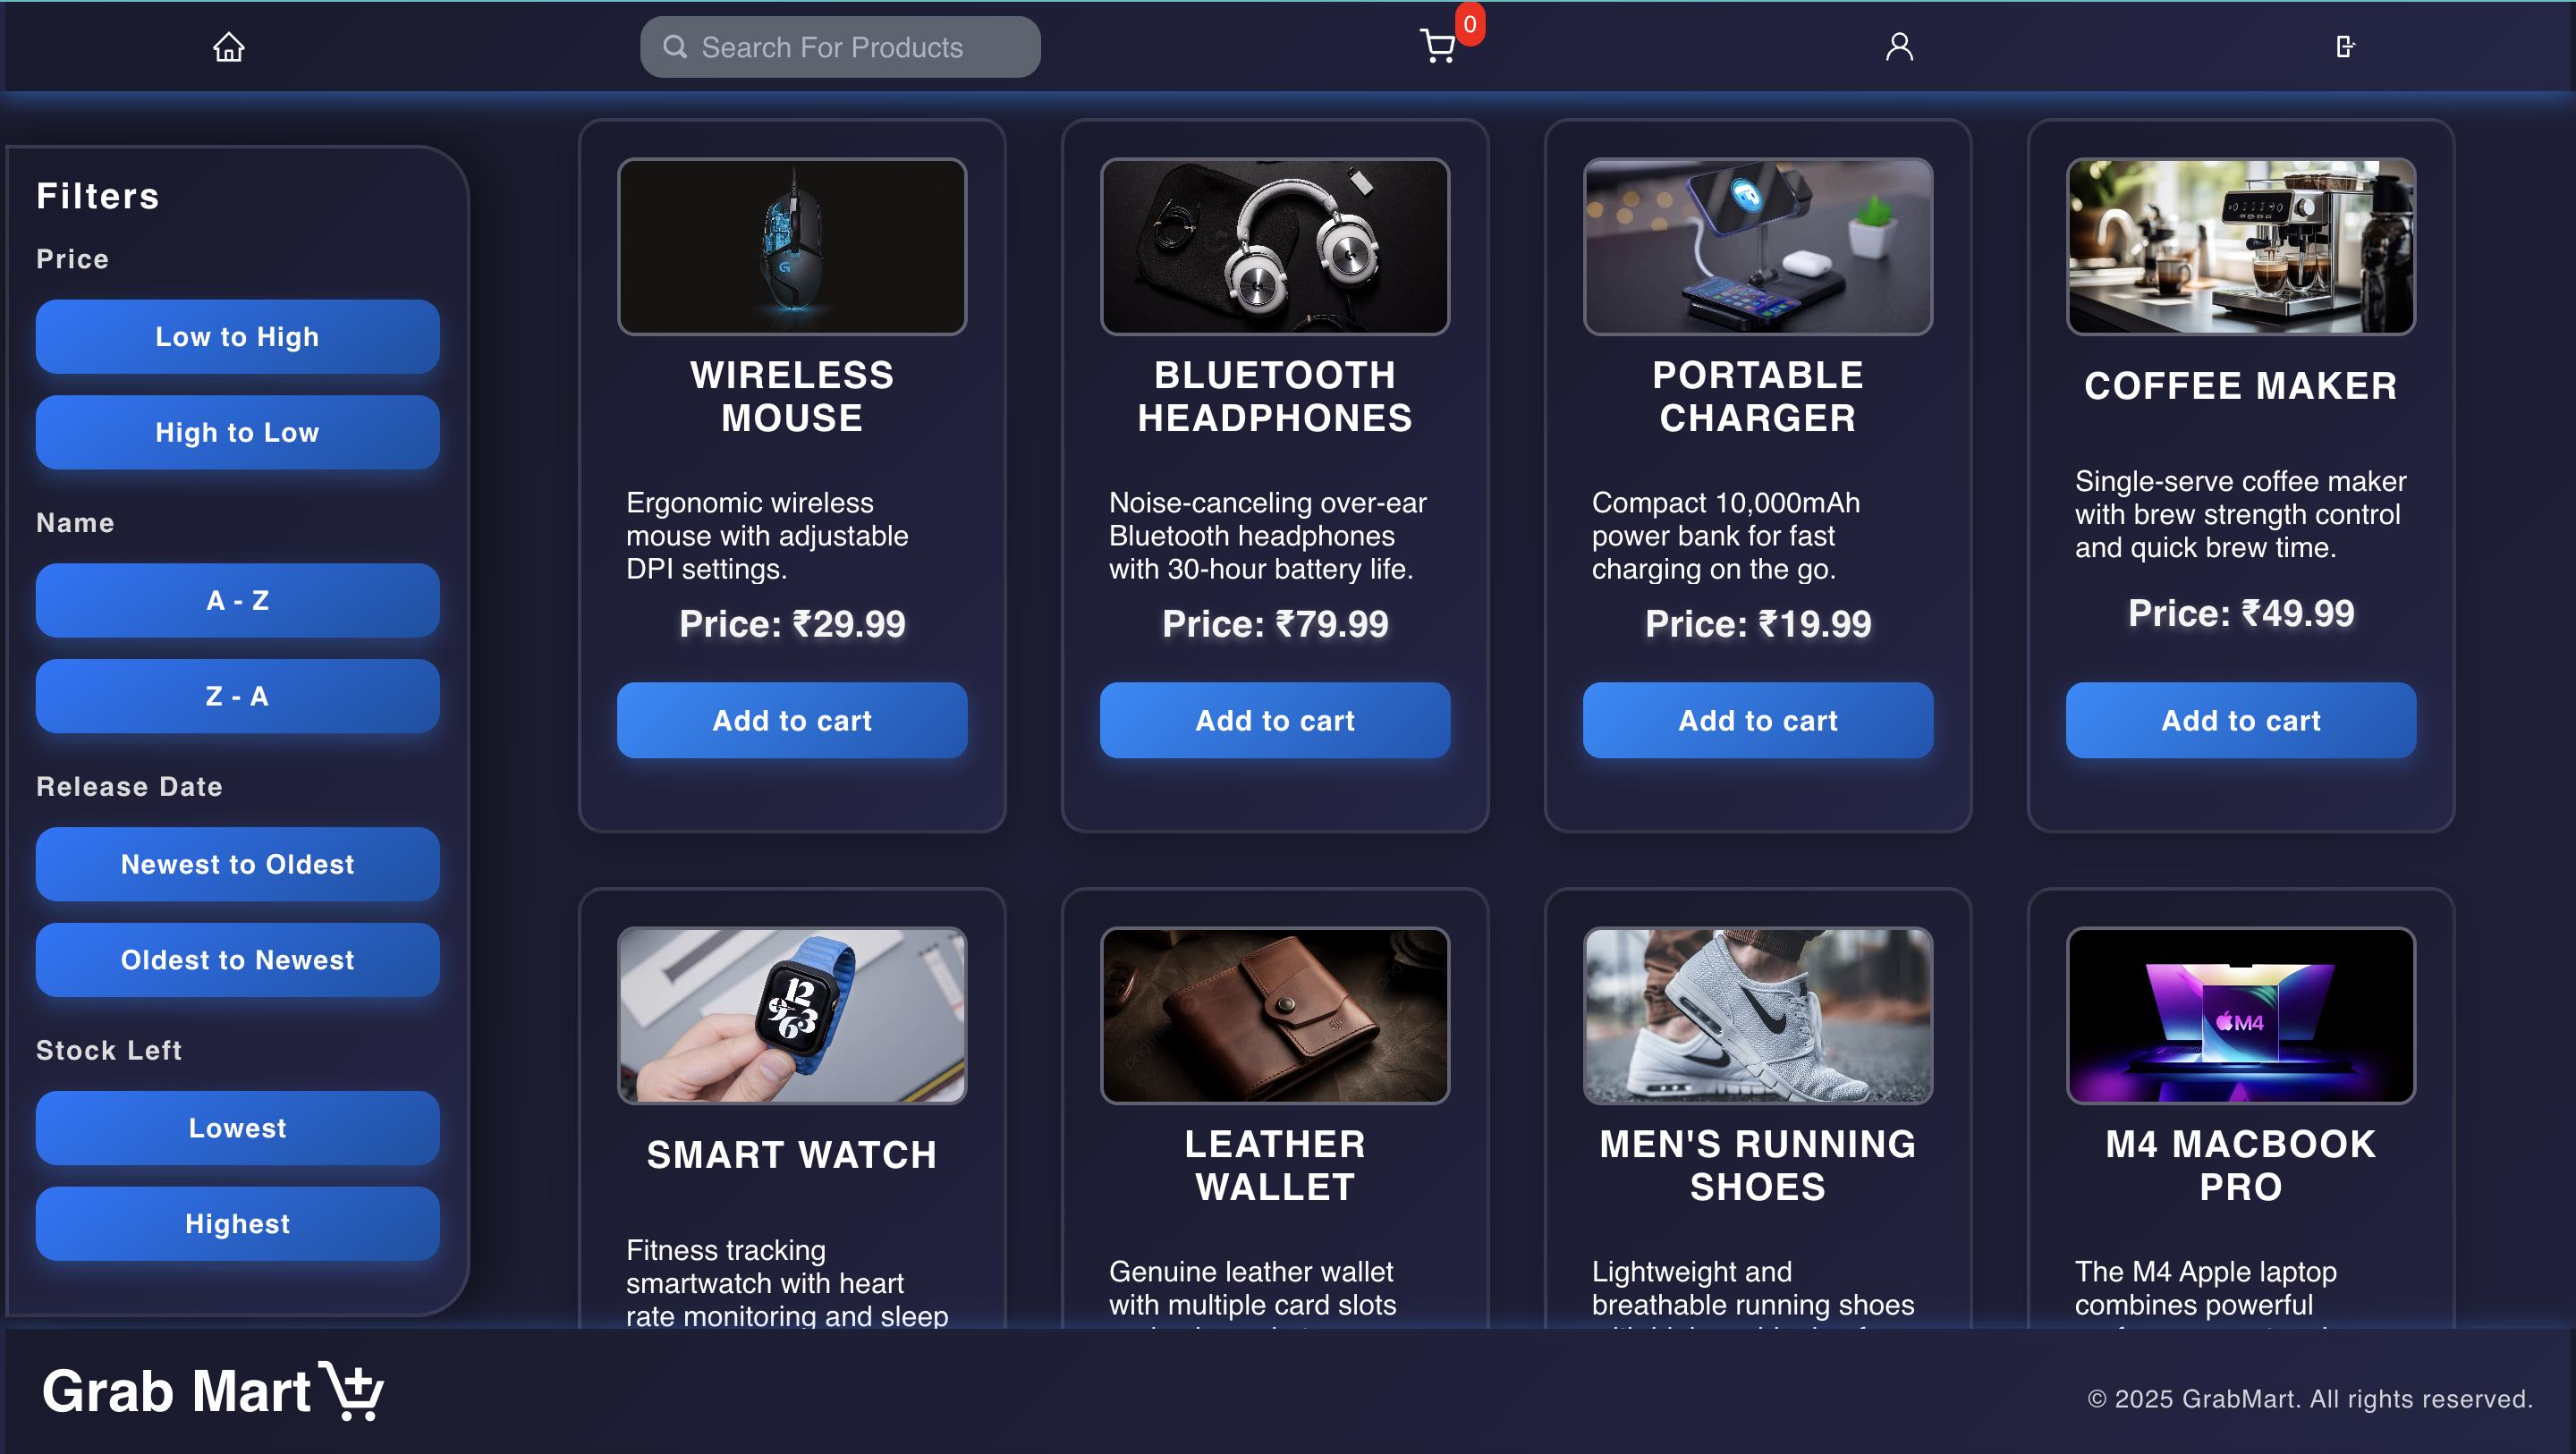 Search For Products
0
Filters
Price
Low to High
High to Low
Name
A - Z
Z - A
Release Date
Newest to Oldest
Oldest to Newest
Stock Left
Lowest
Highest
WIRELESS
MOUSE
Ergonomic wireless
mouse with adjustable
DPI settings.
Price: ₹29.99
Add to cart
BLUETOOTH
HEADPHONES
Noise-canceling over-ear
Bluetooth headphones
with 30-hour battery life.
Price: ₹79.99
Add to cart
PORTABLE
CHARGER
Compact 10,000mAh
power bank for fast
charging on the go.
Price: ₹19.99
Add to cart
COFFEE MAKER
Single-serve coffee maker
with brew strength control
and quick brew time.
Price: ₹49.99
Add to cart
12
9 3
6
SMART WATCH
Fitness tracking
smartwatch with heart
rate monitoring and sleep
LEATHER
WALLET
Genuine leather wallet
with multiple card slots
MEN'S RUNNING
SHOES
Lightweight and
breathable running shoes
M4
M4 MACBOOK
PRO
The M4 Apple laptop
combines powerful
Grab Mart
© 2025 GrabMart. All rights reserved.